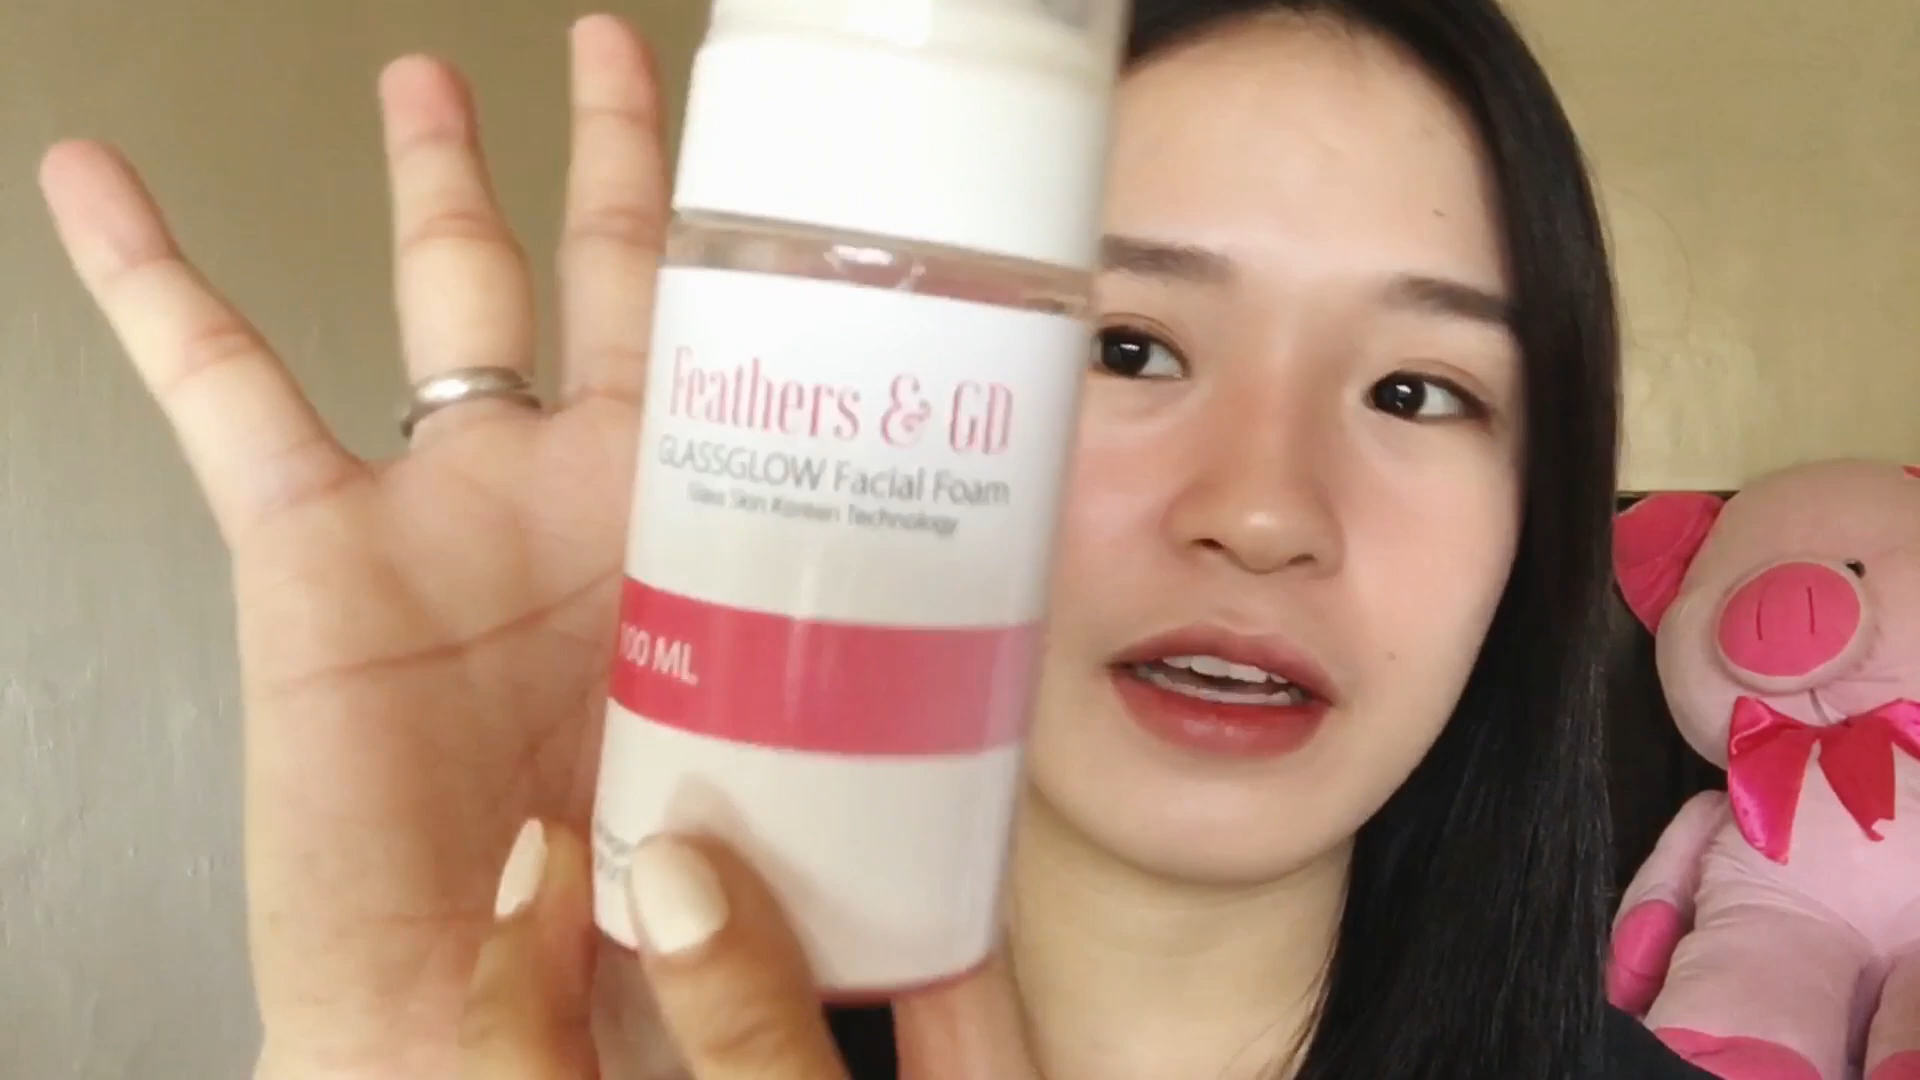 Feathers & GD
GLASSGLOW Facial Foam
Glass Skin Korean Technology
100 ML